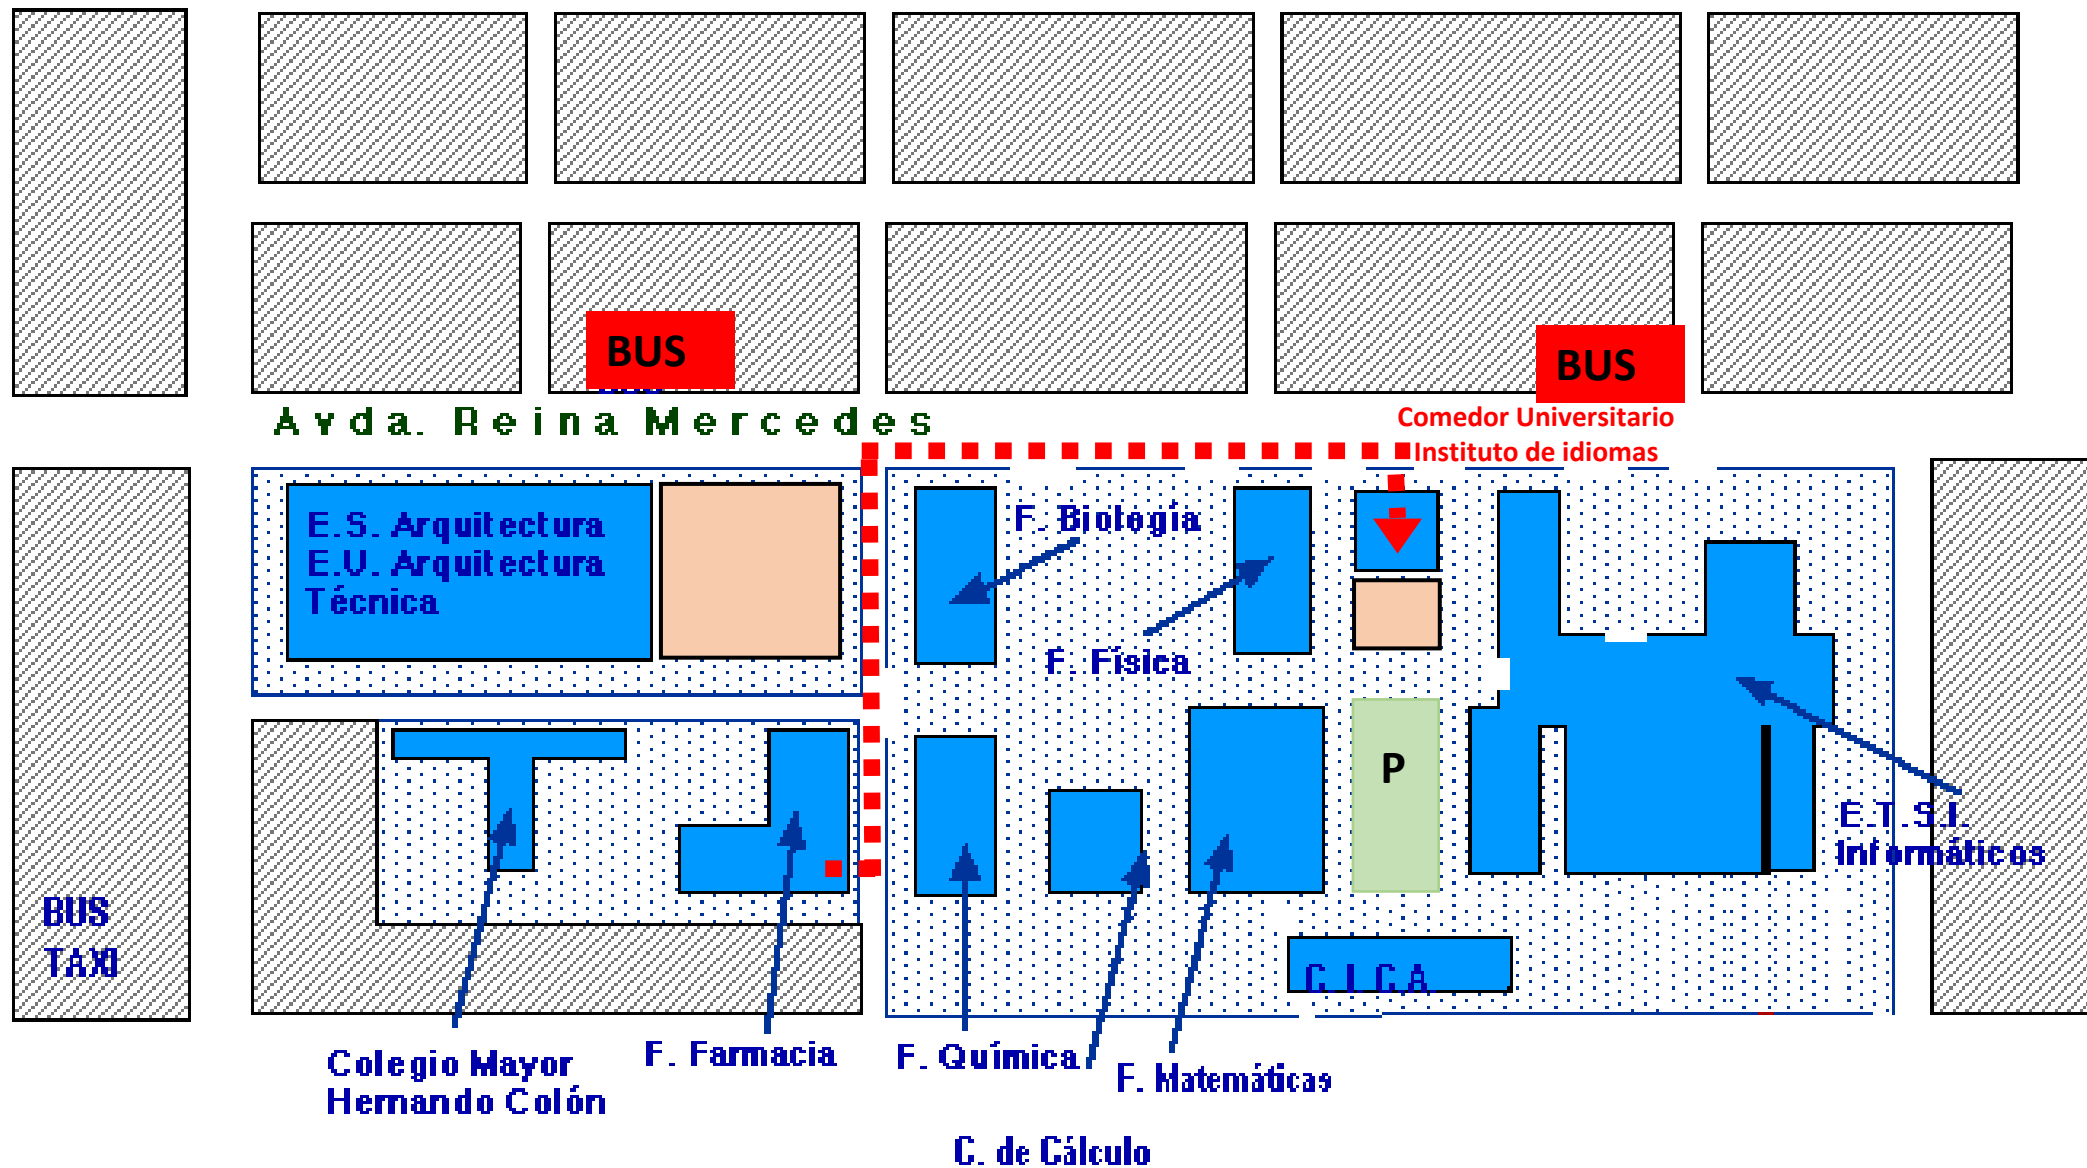 BUS
BUS
Avda. Reina Mercedes
Comedor Universitario
Instituto de idiomas
E.S. Arquitectura
E.U. Arquitectura
Técnica
F. Biología
F. Física
P
E.T.S.I.
Informáticos
BUS
TAXI
C.I.C.A.
Colegio Mayor
Hernando Colón
F. Farmacia
F. Química
F. Matemáticas
C. de Cálculo